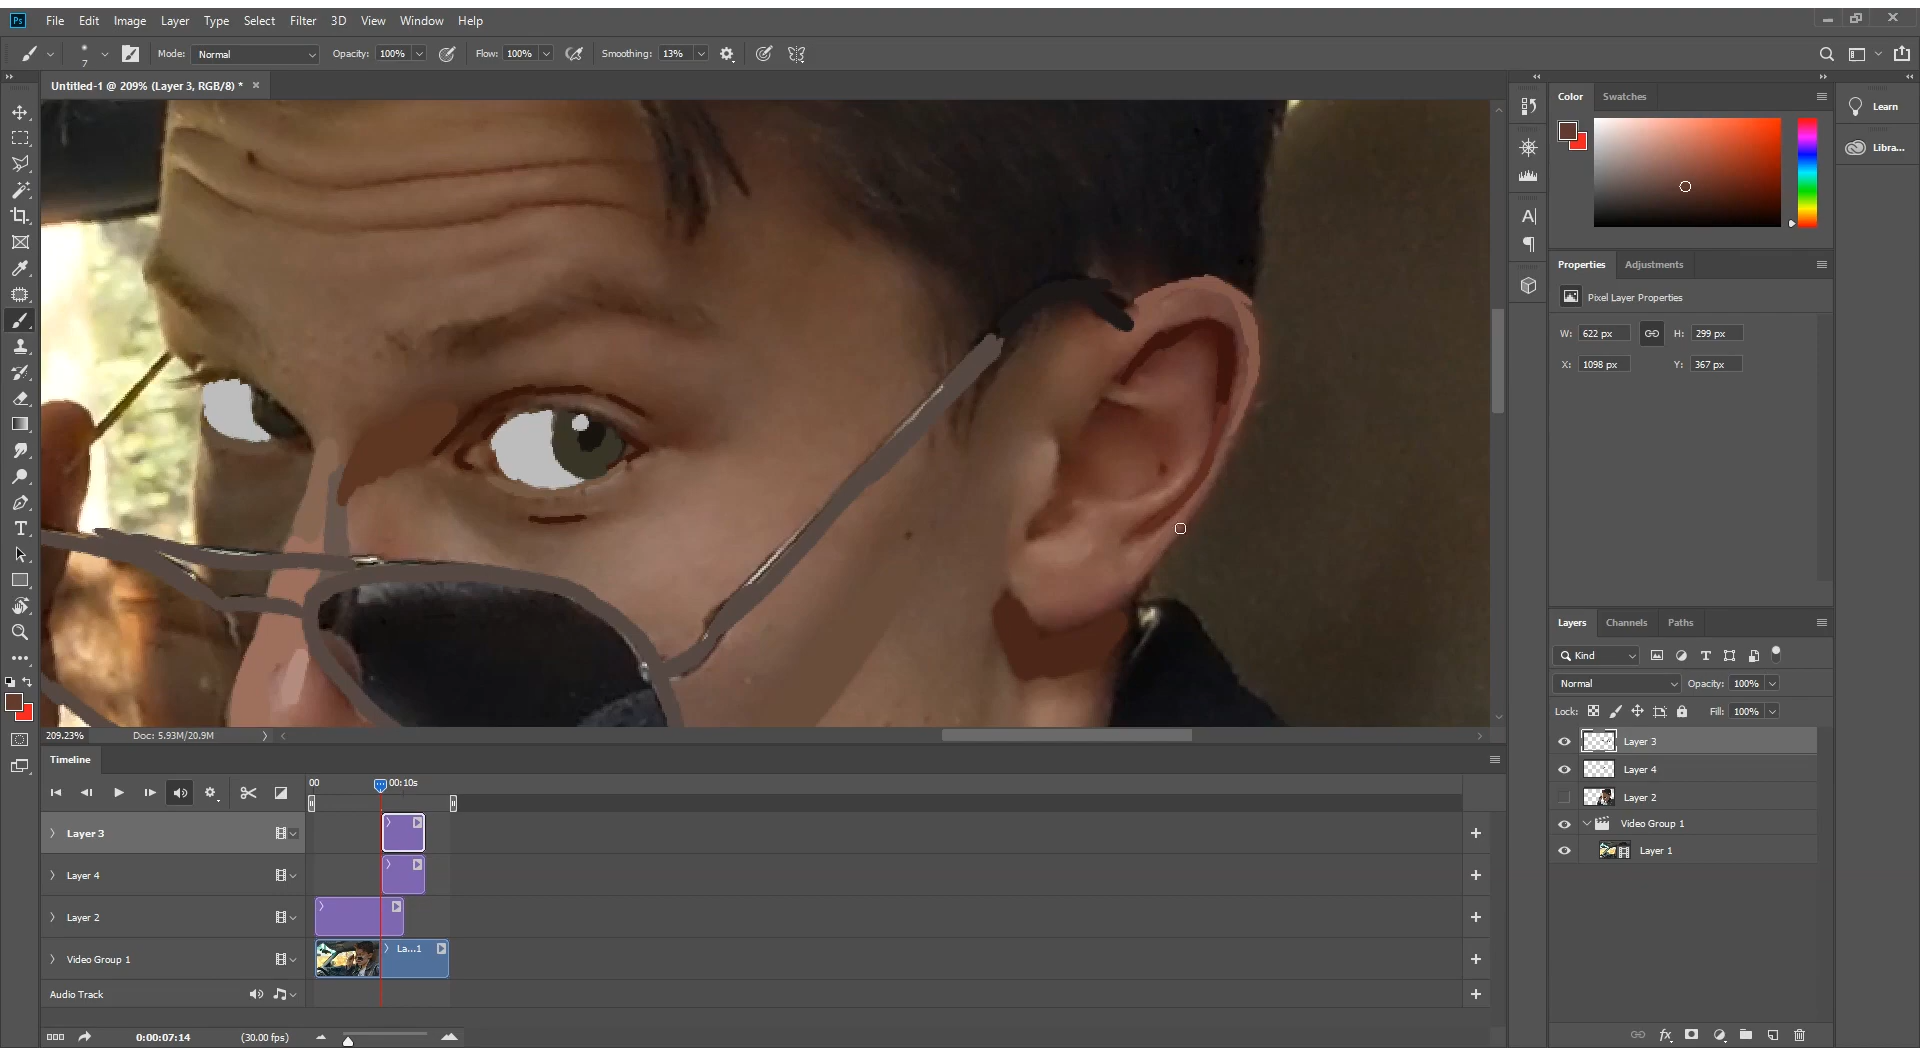 Ps File Edit Image Layer Type Select Filter 3D View Window Help
7 Mode: Normal Opacity: 100% Flow: 100% Smoothing: 13%
Untitled-1 @ 209% (Layer 3, RGB/8) *
Color Swatches
Learn
Libra...
Properties Adjustments
Pixel Layer Properties
W: 622 px H: 299 px
X: 1098 px Y: 367 px
Layers Channels Paths
Kind
Normal Opacity: 100%
Lock: Fill: 100%
Layer 3
Layer 4
Layer 2
Video Group 1
Layer 1
209.23% Doc: 5.93M/20.9M
Timeline
00 00:10s
Layer 3
Layer 4
Layer 2
Video Group 1 La...1
Audio Track
0:00:07:14 (30.00 fps)